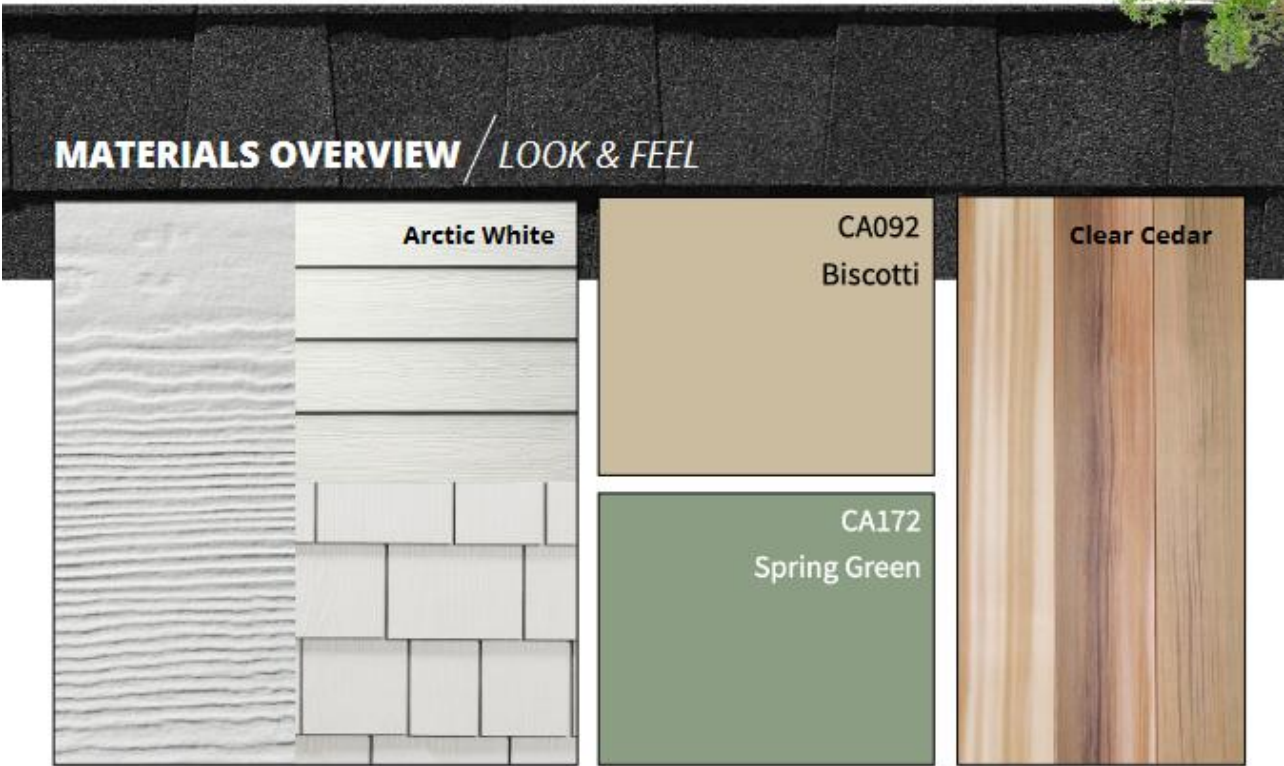 MATERIALS OVERVIEW / LOOK & FEEL
Arctic White
CA092
Biscotti
CA172
Spring Green
Clear Cedar